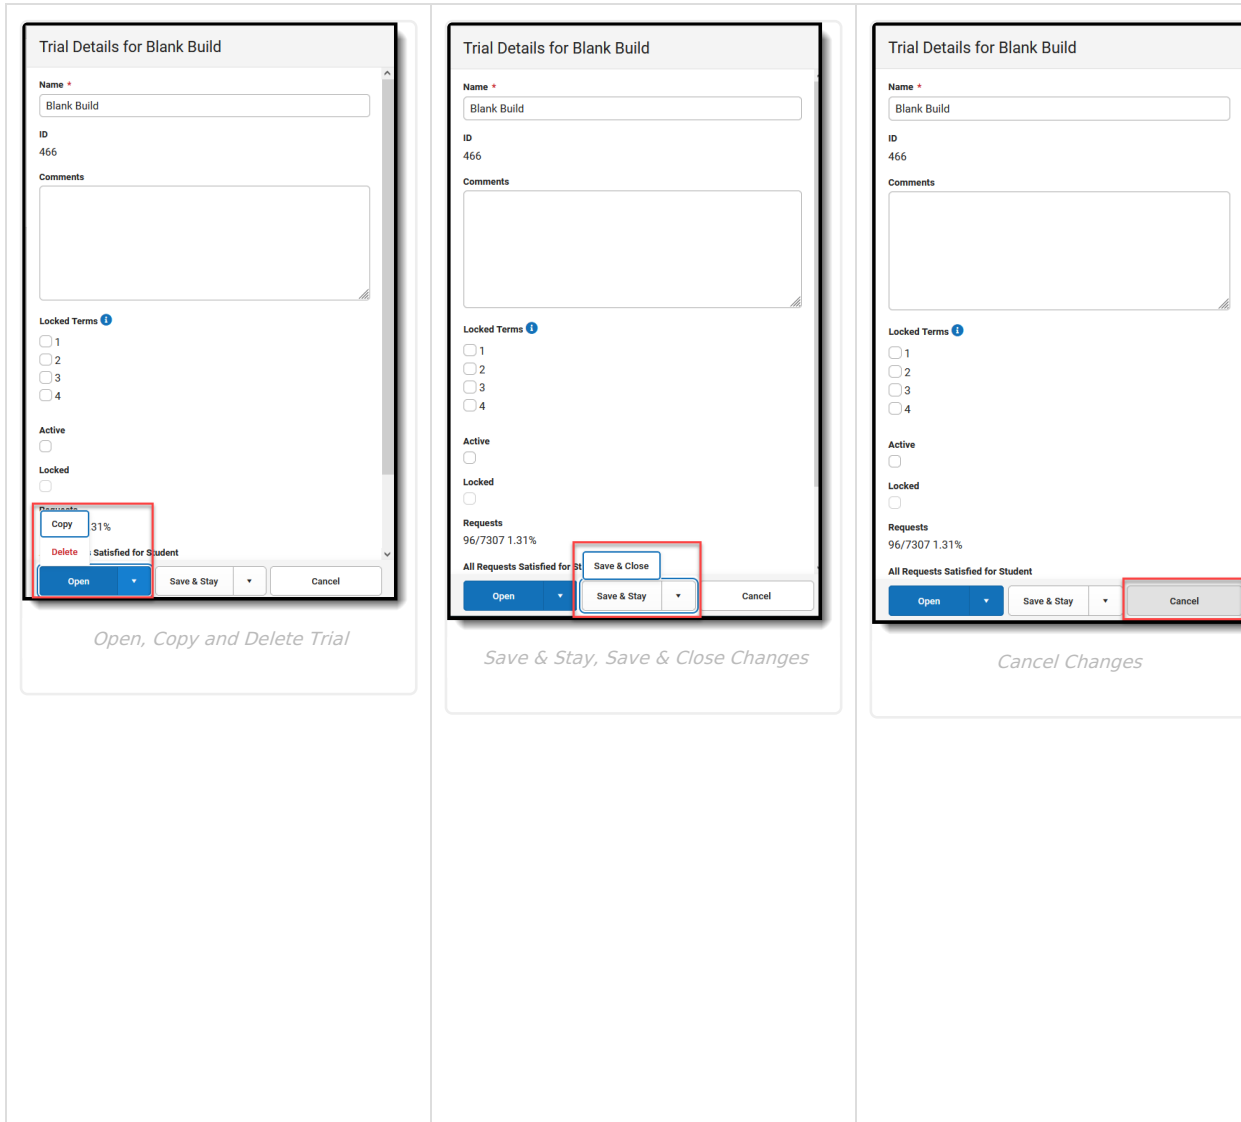 Trial Details for Blank Build
Name *
Blank Build
ID
466
Comments
Locked Terms
1
2
3
4
Active
Locked
Copy
.31%
Delete
Satisfied for Student
Open
Save & Stay
Cancel
Open, Copy and Delete Trial
Trial Details for Blank Build
Name *
Blank Build
ID
466
Comments
Locked Terms
1
2
3
4
Active
Locked
Requests
96/7307 1.31%
All Requests Satisfied for St
Save & Close
Open
Save & Stay
Cancel
Save & Stay, Save & Close Changes
Trial Details for Blank Build
Name *
Blank Build
ID
466
Comments
Locked Terms
1
2
3
4
Active
Locked
Requests
96/7307 1.31%
All Requests Satisfied for Student
Open
Save & Stay
Cancel
Cancel Changes